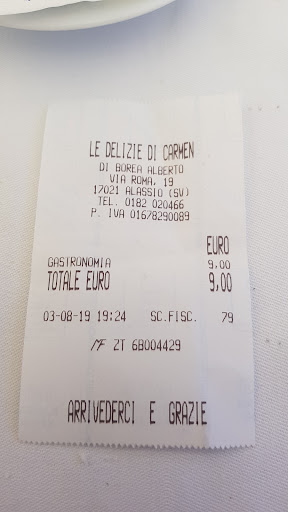 LE DELIZIE DI CARMEN
DI BOREA ALBERTO
VIA ROMA, 19
17021 ALASSIO (SV)
TEL. 0182 020466
P. IVA 01678290089
EURO
GASTRONOMIA 9,00
TOTALE EURO 9,00
03-08-19 19:24 SC.FISC. 79
MF ZT 6B004429
ARRIVEDERCI E GRAZIE